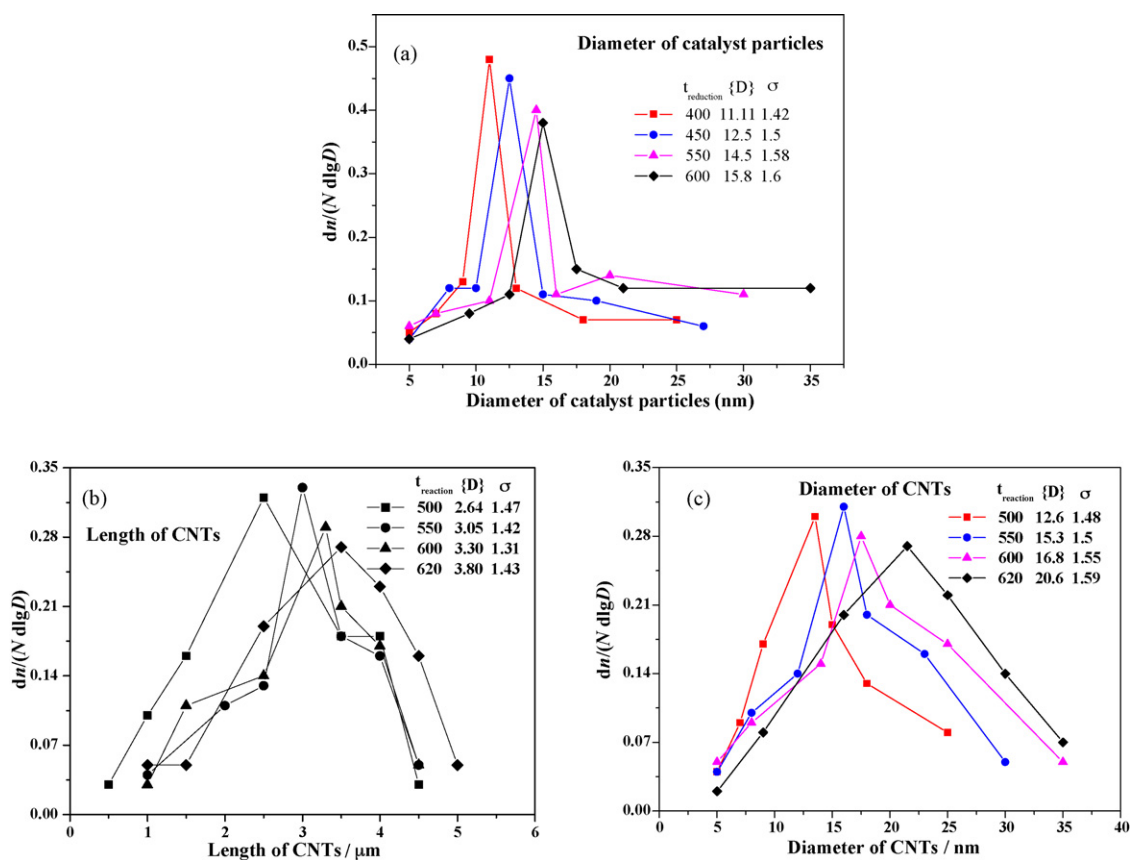 (a)
Diameter of catalyst particles
t reduction {D} σ
400 11.11 1.42
450 12.5 1.5
550 14.5 1.58
600 15.8 1.6
dn/(N dlgD)
0.5
0.4
0.3
0.2
0.1
0.0
5 10 15 20 25 30 35
Diameter of catalyst particles (nm)
(b)
Length of CNTs
t reaction {D} σ
500 2.64 1.47
550 3.05 1.42
600 3.30 1.31
620 3.80 1.43
dn/(N dlgD)
0.35
0.28
0.21
0.14
0.07
0.00
0 1 2 3 4 5 6
Length of CNTs / μm
(c)
Diameter of CNTs
t reaction {D} σ
500 12.6 1.48
550 15.3 1.5
600 16.8 1.55
620 20.6 1.59
dn/(N dlgD)
0.35
0.28
0.21
0.14
0.07
0.00
0 5 10 15 20 25 30 35 40
Diameter of CNTs / nm